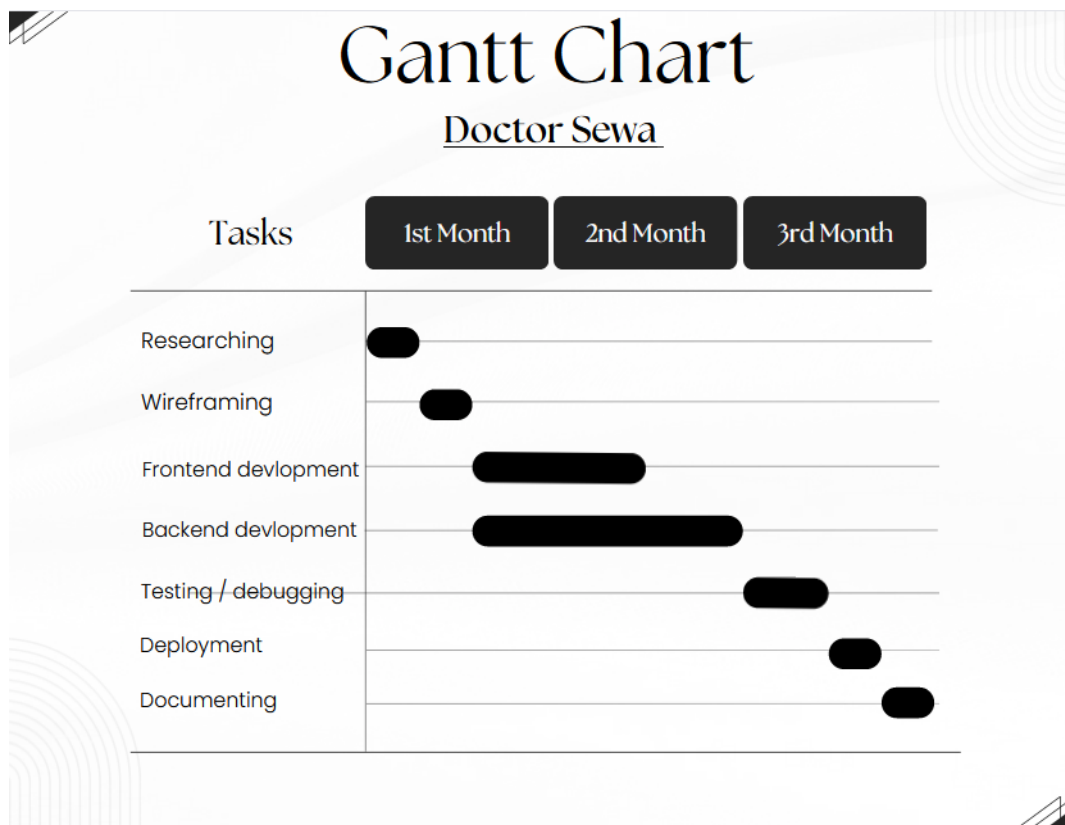 Gantt Chart
Doctor Sewa
Tasks 1st Month 2nd Month 3rd Month
Researching
Wireframing
Frontend devlopment
Backend devlopment
Testing / debugging
Deployment
Documenting